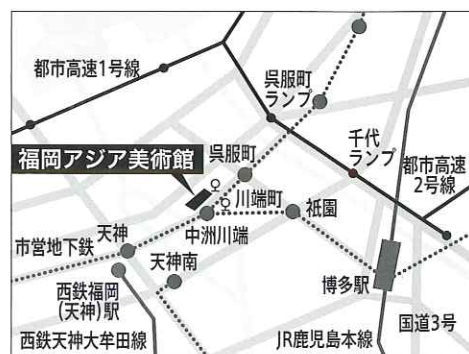 都市高速1号線
呉服町
ランプ
千代
ランプ
都市高速
2号線
福岡アジア美術館
呉服町
川端町
祇園
中洲川端
市営地下鉄
天神
天神南
博多駅
西鉄福岡
(天神)駅
国道3号
西鉄天神大牟田線
JR鹿児島本線